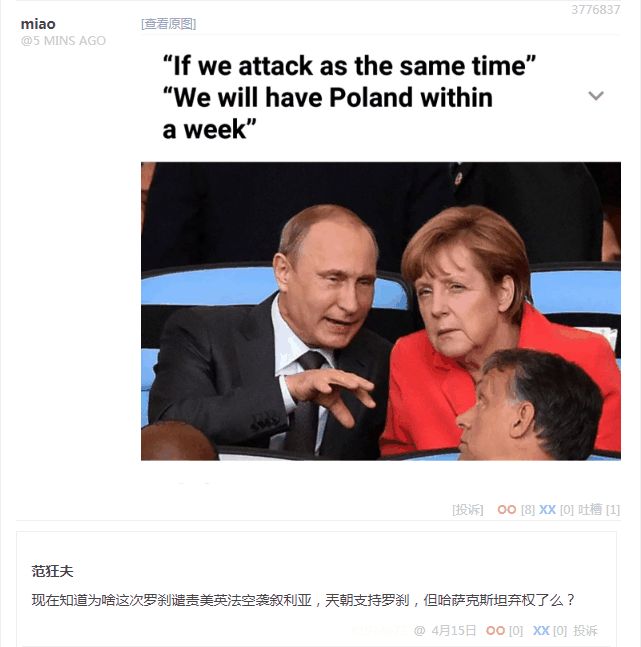 3776837
miao
@5 MINS AGO
[查看原图]
“If we attack as the same time”
“We will have Poland within
a week”
[投诉] OO [8] XX [0] 吐槽 [1]
范狂夫
现在知道为啥这次罗刹谴责美英法空袭叙利亚，天朝支持罗刹，但哈萨克斯坦弃权了么？
@ 4月15日 OO [0] XX [0] 投诉